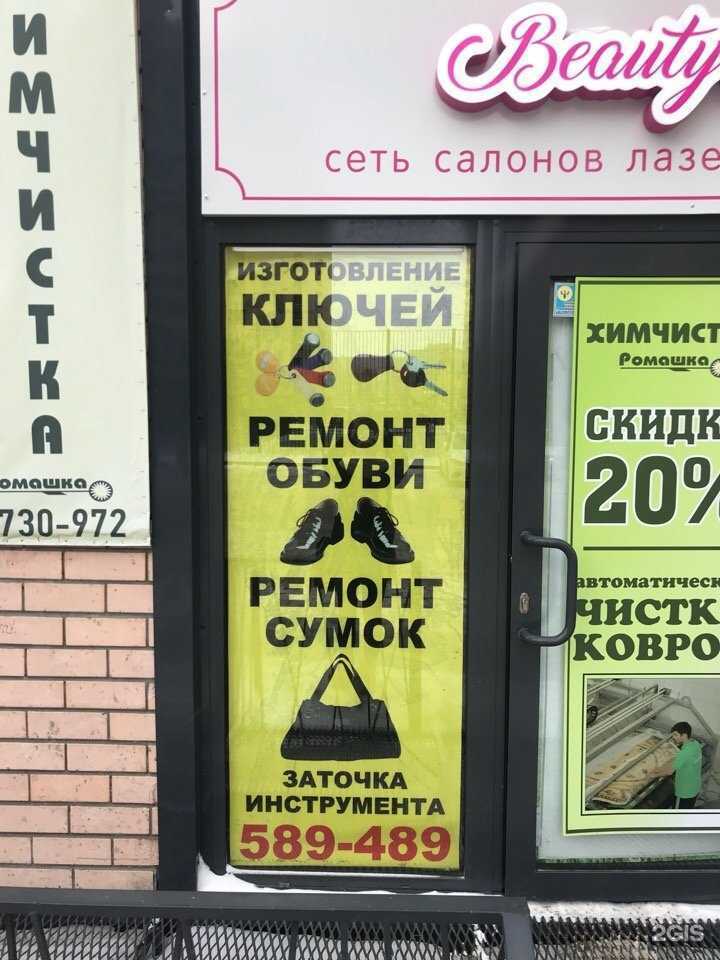 ИМЧИСТКА
омашка
730-972
Beauty
сеть салонов лазе
ИЗГОТОВЛЕНИЕ
КЛЮЧЕЙ
РЕМОНТ
ОБУВИ
РЕМОНТ
СУМОК
ЗАТОЧКА
ИНСТРУМЕНТА
589-489
ХИМЧИСТ
Ромашка
СКИДК
20%
автоматическ
ЧИСТК
КОВРО
2GIS